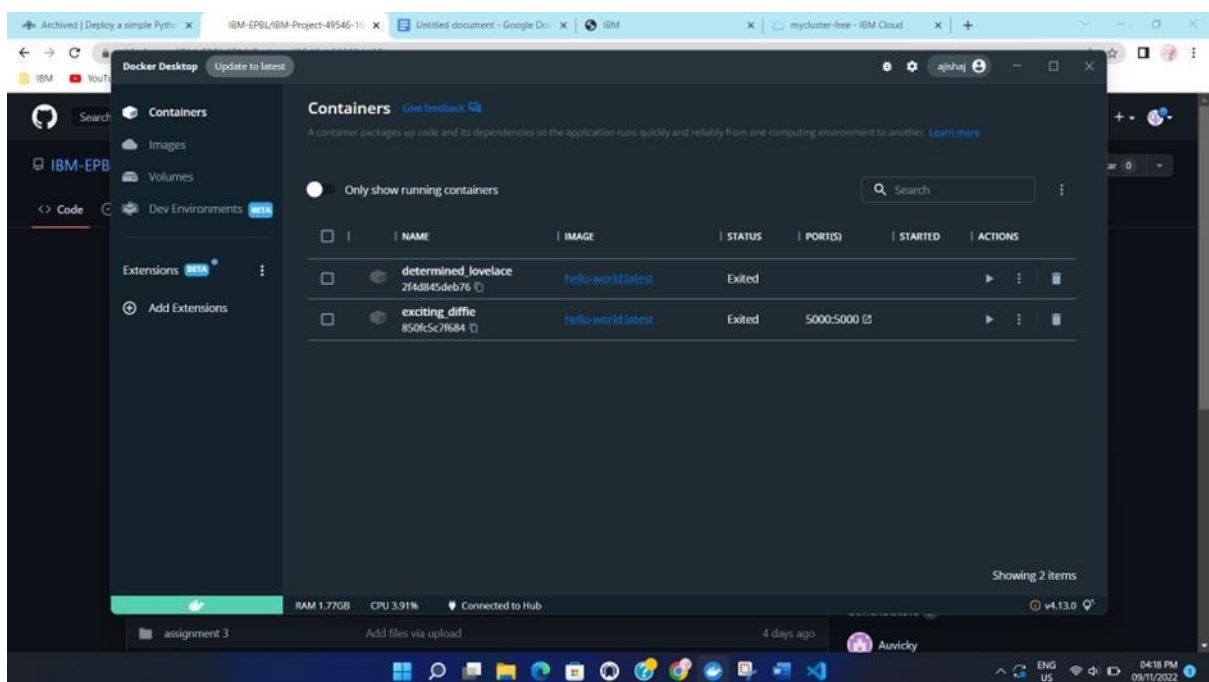 Archived | Deploy a simple Pytho
IBM-EPBL/IBM-Project-49546-16
Untitled document - Google Doc
IBM
mycluster-free - IBM Cloud
IBM
YouTu
Docker Desktop Update to latest
ajishaj
Search
IBM-EPB
ar 0
Code
Containers
Images
Volumes
Dev Environments BETA
Extensions BETA
Add Extensions
Containers Give feedback
A container packages up code and its dependencies so the application runs quickly and reliably from one computing environment to another. Learn more
Only show running containers
Search
NAME IMAGE STATUS PORT(S) STARTED ACTIONS
determined_lovelace hello-world:latest Exited
2f4d845deb76
exciting_diffie hello-world:latest Exited 5000:5000
850fc5c7f684
Showing 2 items
RAM 1.77GB CPU 3.91% Connected to Hub
v4.13.0
assignment 3 Add files via upload 4 days ago
Auvicky
ENG
US
04:18 PM
09/11/2022
1